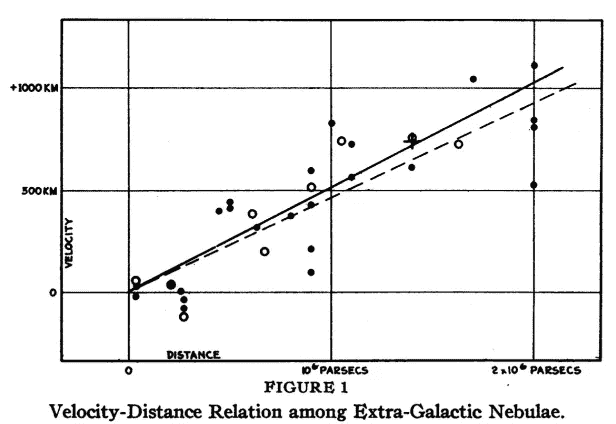 +1000 KM
500 KM
0
VELOCITY
DISTANCE
0
10⁶ PARSECS
2 x 10⁶ PARSECS
FIGURE 1
Velocity-Distance Relation among Extra-Galactic Nebulae.